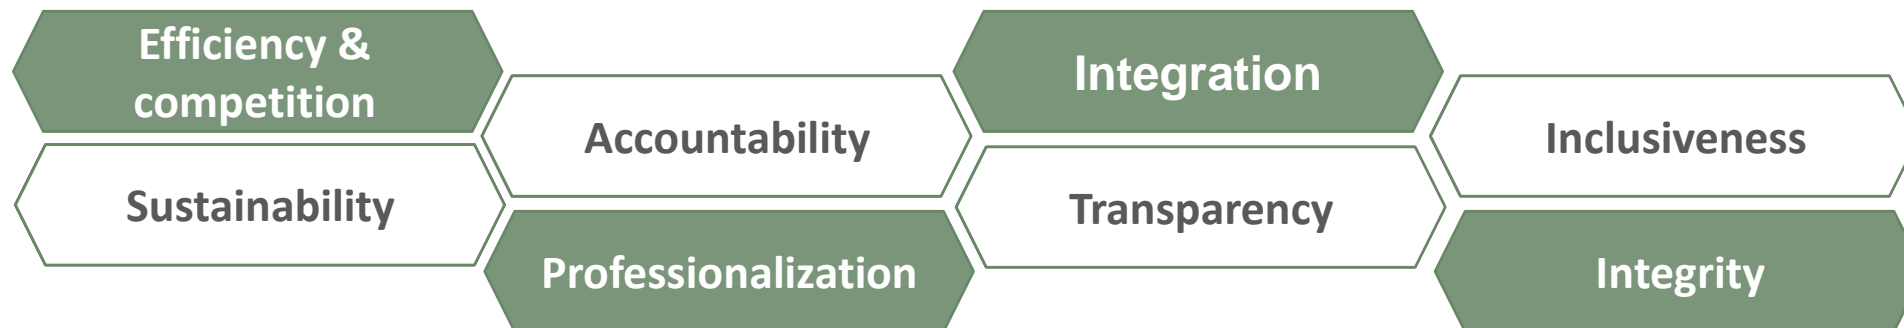 Efficiency &
competition
Sustainability
Accountability
Professionalization
Integration
Transparency
Inclusiveness
Integrity